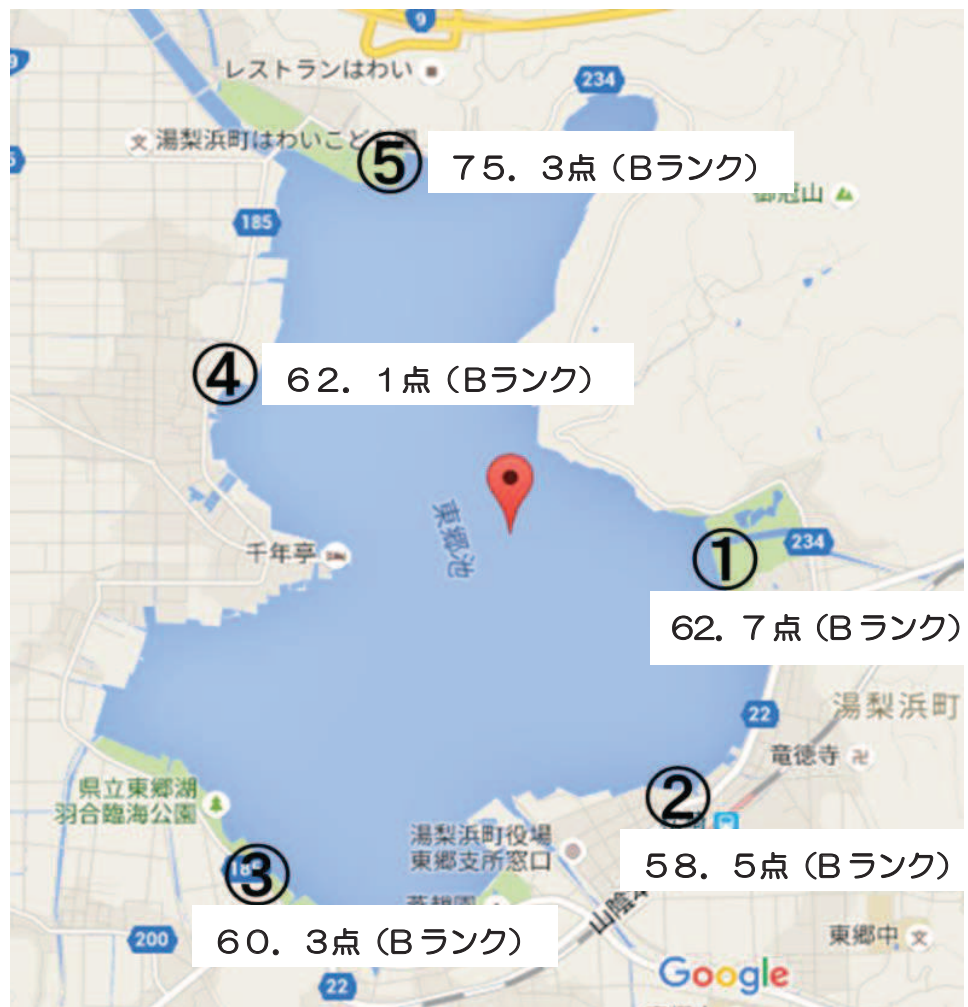 9
レストランはわい
234
湯梨浜町はわいこど
⑤
75．3点（Bランク）
御冠山
185
④
62．1点（Bランク）
東郷池
千年亭
①
234
62．7点（Bランク）
22
湯梨浜町
竜徳寺
県立東郷湖
羽合臨海公園
②
湯梨浜町役場
東郷支所窓口
58．5点（Bランク）
③
山陰本
200
60．3点（Bランク）
東郷中
Google
22